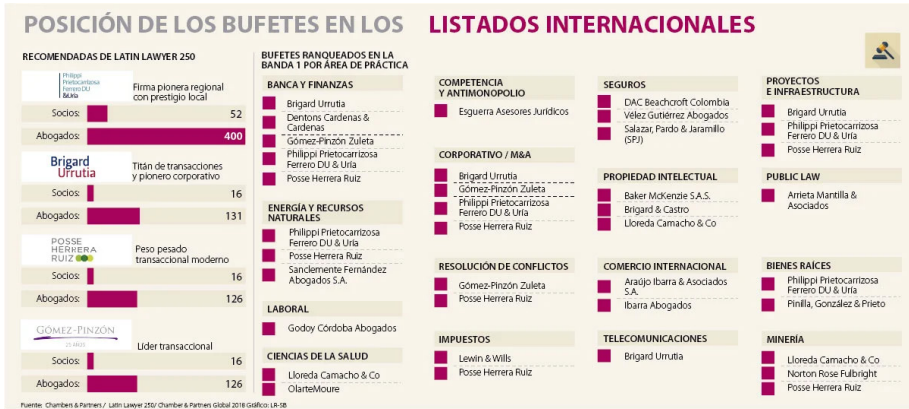 POSICIÓN DE LOS BUFETES EN LOS LISTADOS INTERNACIONALES
RECOMENDADAS DE LATIN LAWYER 250
Philippi
Prietocarrizosa
Ferrero DU
&Uría
Firma pionera regional
con prestigio local
Socios: 52
Abogados: 400
Brigard
Urrutia
Titán de transacciones
y pionero corporativo
Socios: 16
Abogados: 131
POSSE
HERRERA
RUIZ
Peso pesado
transaccional moderno
Socios: 16
Abogados: 126
GÓMEZ-PINZÓN
25 AÑOS
Líder transaccional
Socios: 16
Abogados: 126
BUFETES RANQUEADOS EN LA
BANDA 1 POR ÁREA DE PRÁCTICA
BANCA Y FINANZAS
Brigard Urrutia
Dentons Cardenas &
Cardenas
Gómez-Pinzón Zuleta
Philippi Prietocarrizosa
Ferrero DU & Uría
Posse Herrera Ruiz
ENERGÍA Y RECURSOS
NATURALES
Philippi Prietocarrizosa
Ferrero DU & Uría
Posse Herrera Ruiz
Sanclemente Fernández
Abogados S.A.
LABORAL
Godoy Córdoba Abogados
CIENCIAS DE LA SALUD
Lloreda Camacho & Co
OlarteMoure
COMPETENCIA
Y ANTIMONOPOLIO
Esguerra Asesores Jurídicos
CORPORATIVO / M&A
Brigard Urrutia
Gómez-Pinzón Zuleta
Philippi Prietocarrizosa
Ferrero DU & Uría
Posse Herrera Ruiz
RESOLUCIÓN DE CONFLICTOS
Gómez-Pinzón Zuleta
Posse Herrera Ruiz
IMPUESTOS
Lewin & Wills
Posse Herrera Ruiz
SEGUROS
DAC Beachcroft Colombia
Vélez Gutiérrez Abogados
Salazar, Pardo & Jaramillo
(SPJ)
PROPIEDAD INTELECTUAL
Baker McKenzie S.A.S.
Brigard & Castro
Lloreda Camacho & Co
COMERCIO INTERNACIONAL
Araújo Ibarra & Asociados
S.A.
Ibarra Abogados
TELECOMUNICACIONES
Brigard Urrutia
PROYECTOS
E INFRAESTRUCTURA
Brigard Urrutia
Philippi Prietocarrizosa
Ferrero DU & Uría
Posse Herrera Ruiz
PUBLIC LAW
Arrieta Mantilla &
Asociados
BIENES RAÍCES
Philippi Prietocarrizosa
Ferrero DU & Uría
Pinilla, González & Prieto
MINERÍA
Lloreda Camacho & Co
Norton Rose Fulbright
Posse Herrera Ruiz
Fuente: Chambers & Partners / Latin Lawyer 250/ Chamber & Partners Global 2018 Gráfico: LR-SB